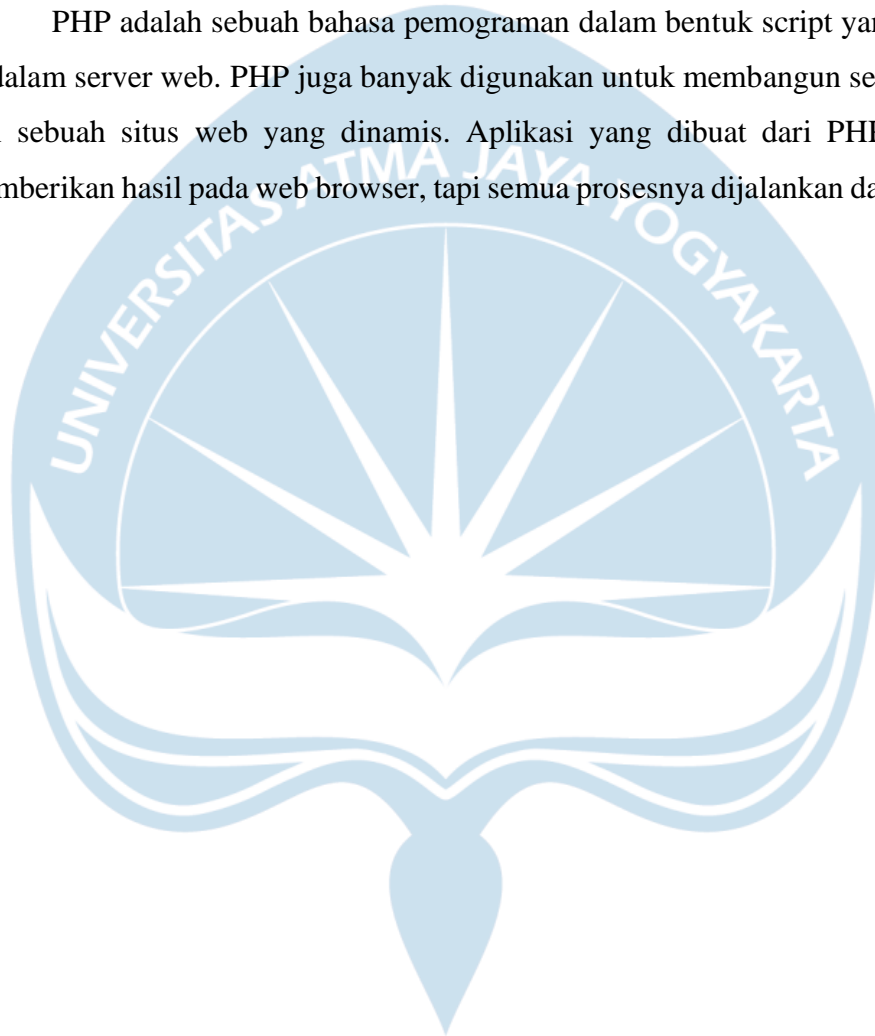 PHP adalah sebuah bahasa pemograman dalam bentuk script yan
dalam server web. PHP juga banyak digunakan untuk membangun se
sebuah situs web yang dinamis. Aplikasi yang dibuat dari PHP
mberikan hasil pada web browser, tapi semua prosesnya dijalankan da
UNIVERSITAS ATMA JAYA YOGYAKARTA